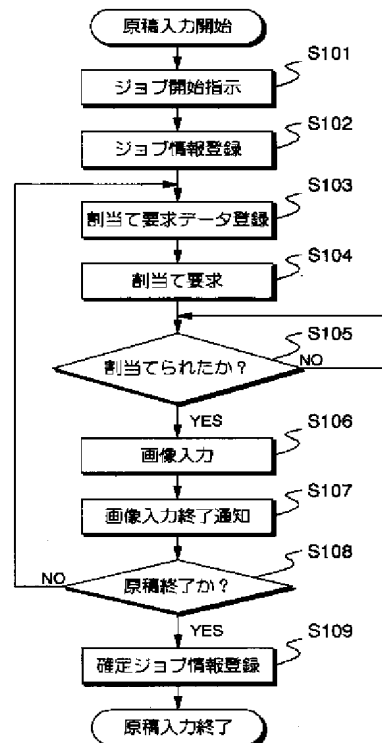 原稿入力開始
S101
ジョブ開始指示
S102
ジョブ情報登録
S103
割当て要求データ登録
S104
割当て要求
S105
割当てられたか？
NO
YES
S106
画像入力
S107
画像入力終了通知
S108
NO
原稿終了か？
YES
S109
確定ジョブ情報登録
原稿入力終了